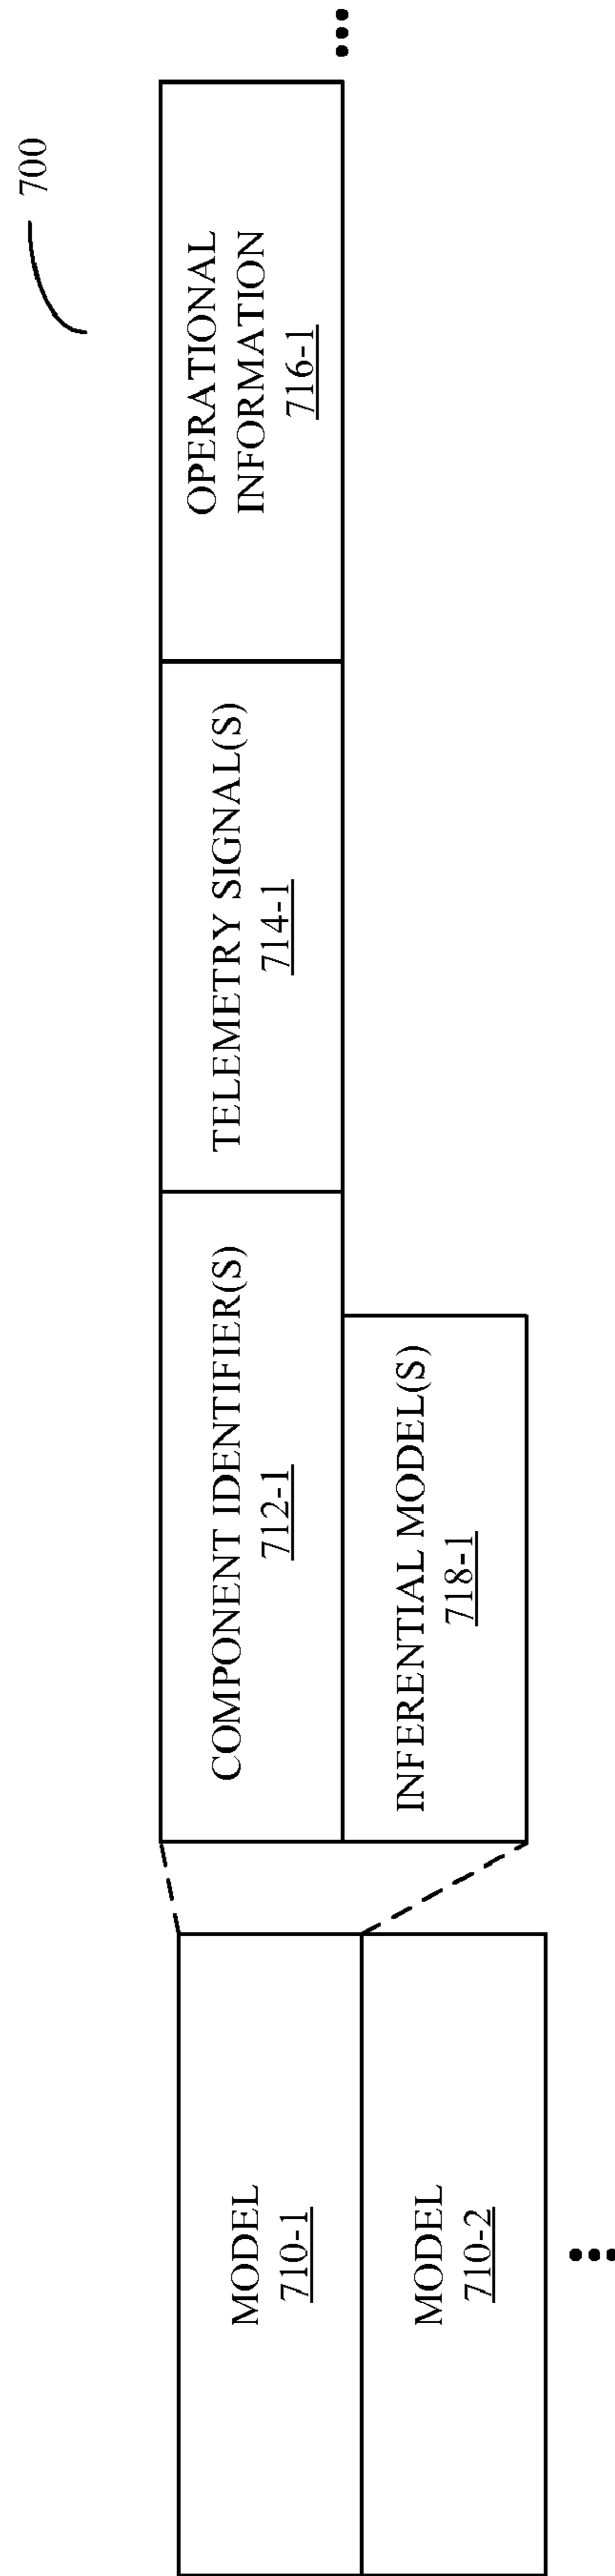 700
MODEL
710-1
MODEL
710-2
COMPONENT IDENTIFIER(S)
712-1
TELEMETRY SIGNAL(S)
714-1
OPERATIONAL
INFORMATION
716-1
INFERENTIAL MODEL(S)
718-1